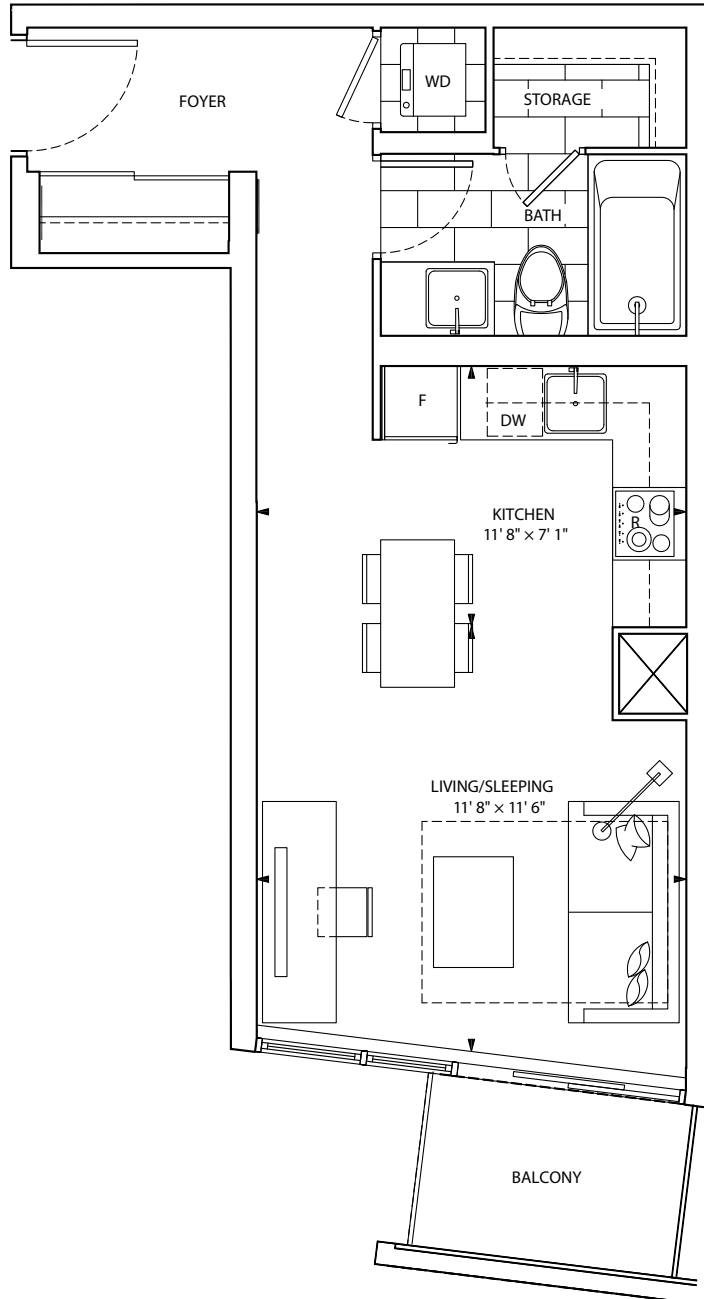 WD
FOYER
STORAGE
BATH
F
DW
KITCHEN
11' 8" × 7' 1"
R
LIVING/SLEEPING
11' 8" × 11' 6"
BALCONY